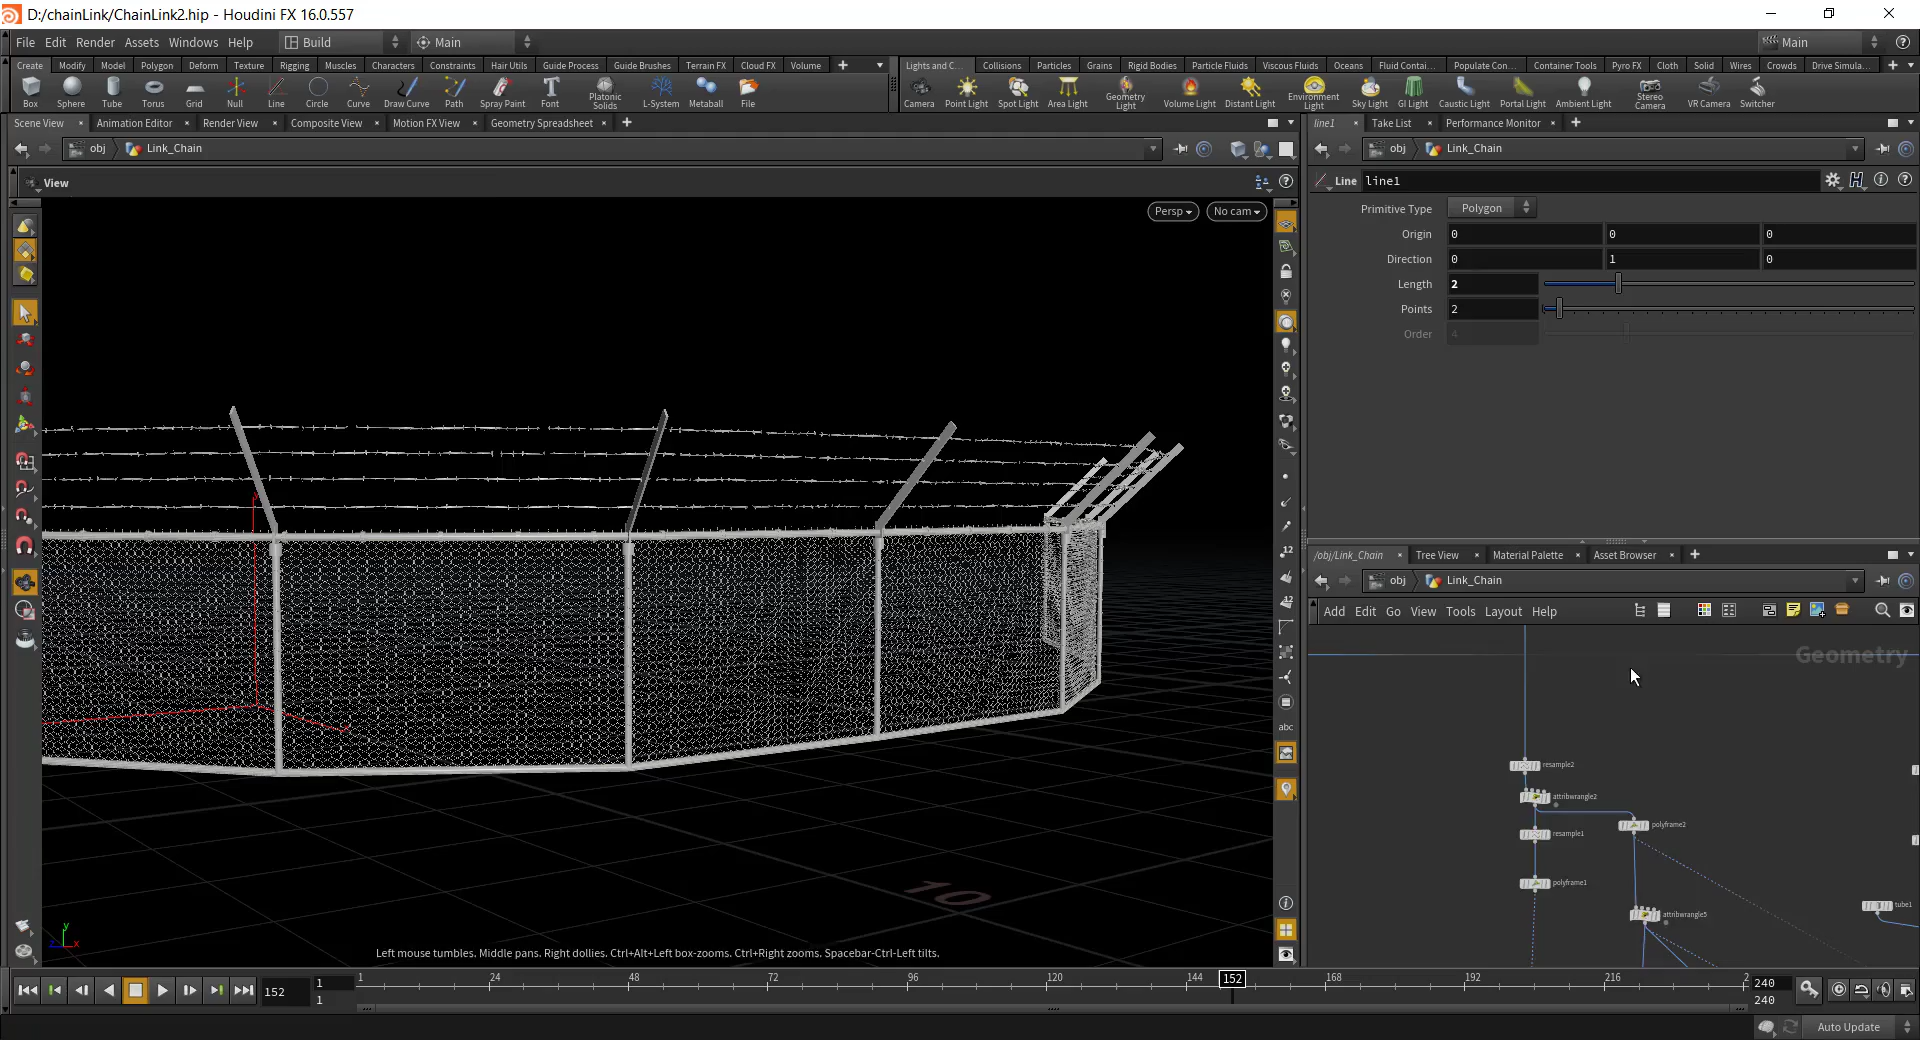 D:/chainLink/ChainLink2.hip - Houdini FX 16.0.557
File Edit Render Assets Windows Help Build Main Main
Create Modify Model Polygon Deform Texture Rigging Muscles Characters Constraints Hair Utils Guide Process Guide Brushes Terrain FX Cloud FX Volume
Lights and C... Collisions Particles Grains Rigid Bodies Particle Fluids Viscous Fluids Oceans Fluid Contai... Populate Con... Container Tools Pyro FX Cloth Solid Wires Crowds Drive Simula...
Box Sphere Tube Torus Grid Null Line Circle Curve Draw Curve Path Spray Paint Font Platonic Solids L-System Metaball File
Camera Point Light Spot Light Area Light Geometry Light Volume Light Distant Light Environment Light Sky Light GI Light Caustic Light Portal Light Ambient Light Stereo Camera VR Camera Switcher
Scene View Animation Editor Render View Composite View Motion FX View Geometry Spreadsheet
line1 Take List Performance Monitor
obj Link_Chain
obj Link_Chain
View
Line line1
Persp No cam
Primitive Type Polygon
Origin 0 0 0
Direction 0 1 0
Length 2
Points 2
Order 4
/obj/Link_Chain Tree View Material Palette Asset Browser
obj Link_Chain
Add Edit Go View Tools Layout Help
Geometry
12
12
abc
resample2
attribwrangle2
polyframe2
resample1
polyframe1
tube1
attribwrangle5
10
y
z x
Left mouse tumbles. Middle pans. Right dollies. Ctrl+Alt+Left box-zooms. Ctrl+Right zooms. Spacebar-Ctrl-Left tilts.
152 1 1
1 24 48 72 96 120 144 152 168 192 216 2
240
240
Auto Update